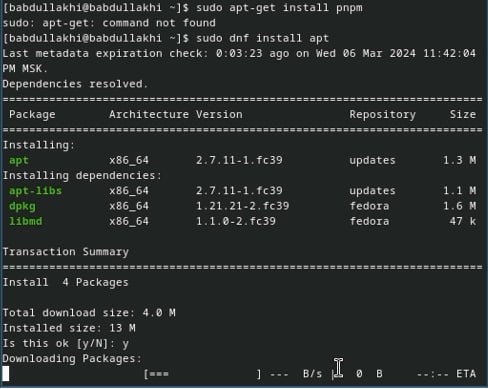 [babdullakhi@babdullakhi ~]$ sudo apt-get install pnpm
sudo: apt-get: command not found
[babdullakhi@babdullakhi ~]$ sudo dnf install apt
Last metadata expiration check: 0:03:23 ago on Wed 06 Mar 2024 11:42:04
PM MSK.
Dependencies resolved.
================================================================
Package Architecture Version Repository Size
================================================================
Installing:
apt x86_64 2.7.11-1.fc39 updates 1.3 M
Installing dependencies:
apt-libs x86_64 2.7.11-1.fc39 updates 1.1 M
dpkg x86_64 1.21.21-2.fc39 fedora 1.6 M
libmd x86_64 1.1.0-2.fc39 fedora 47 k
Transaction Summary
================================================================
Install 4 Packages
Total download size: 4.0 M
Installed size: 13 M
Is this ok [y/N]: y
Downloading Packages:
[=== ] --- B/s | 0 B --:-- ETA